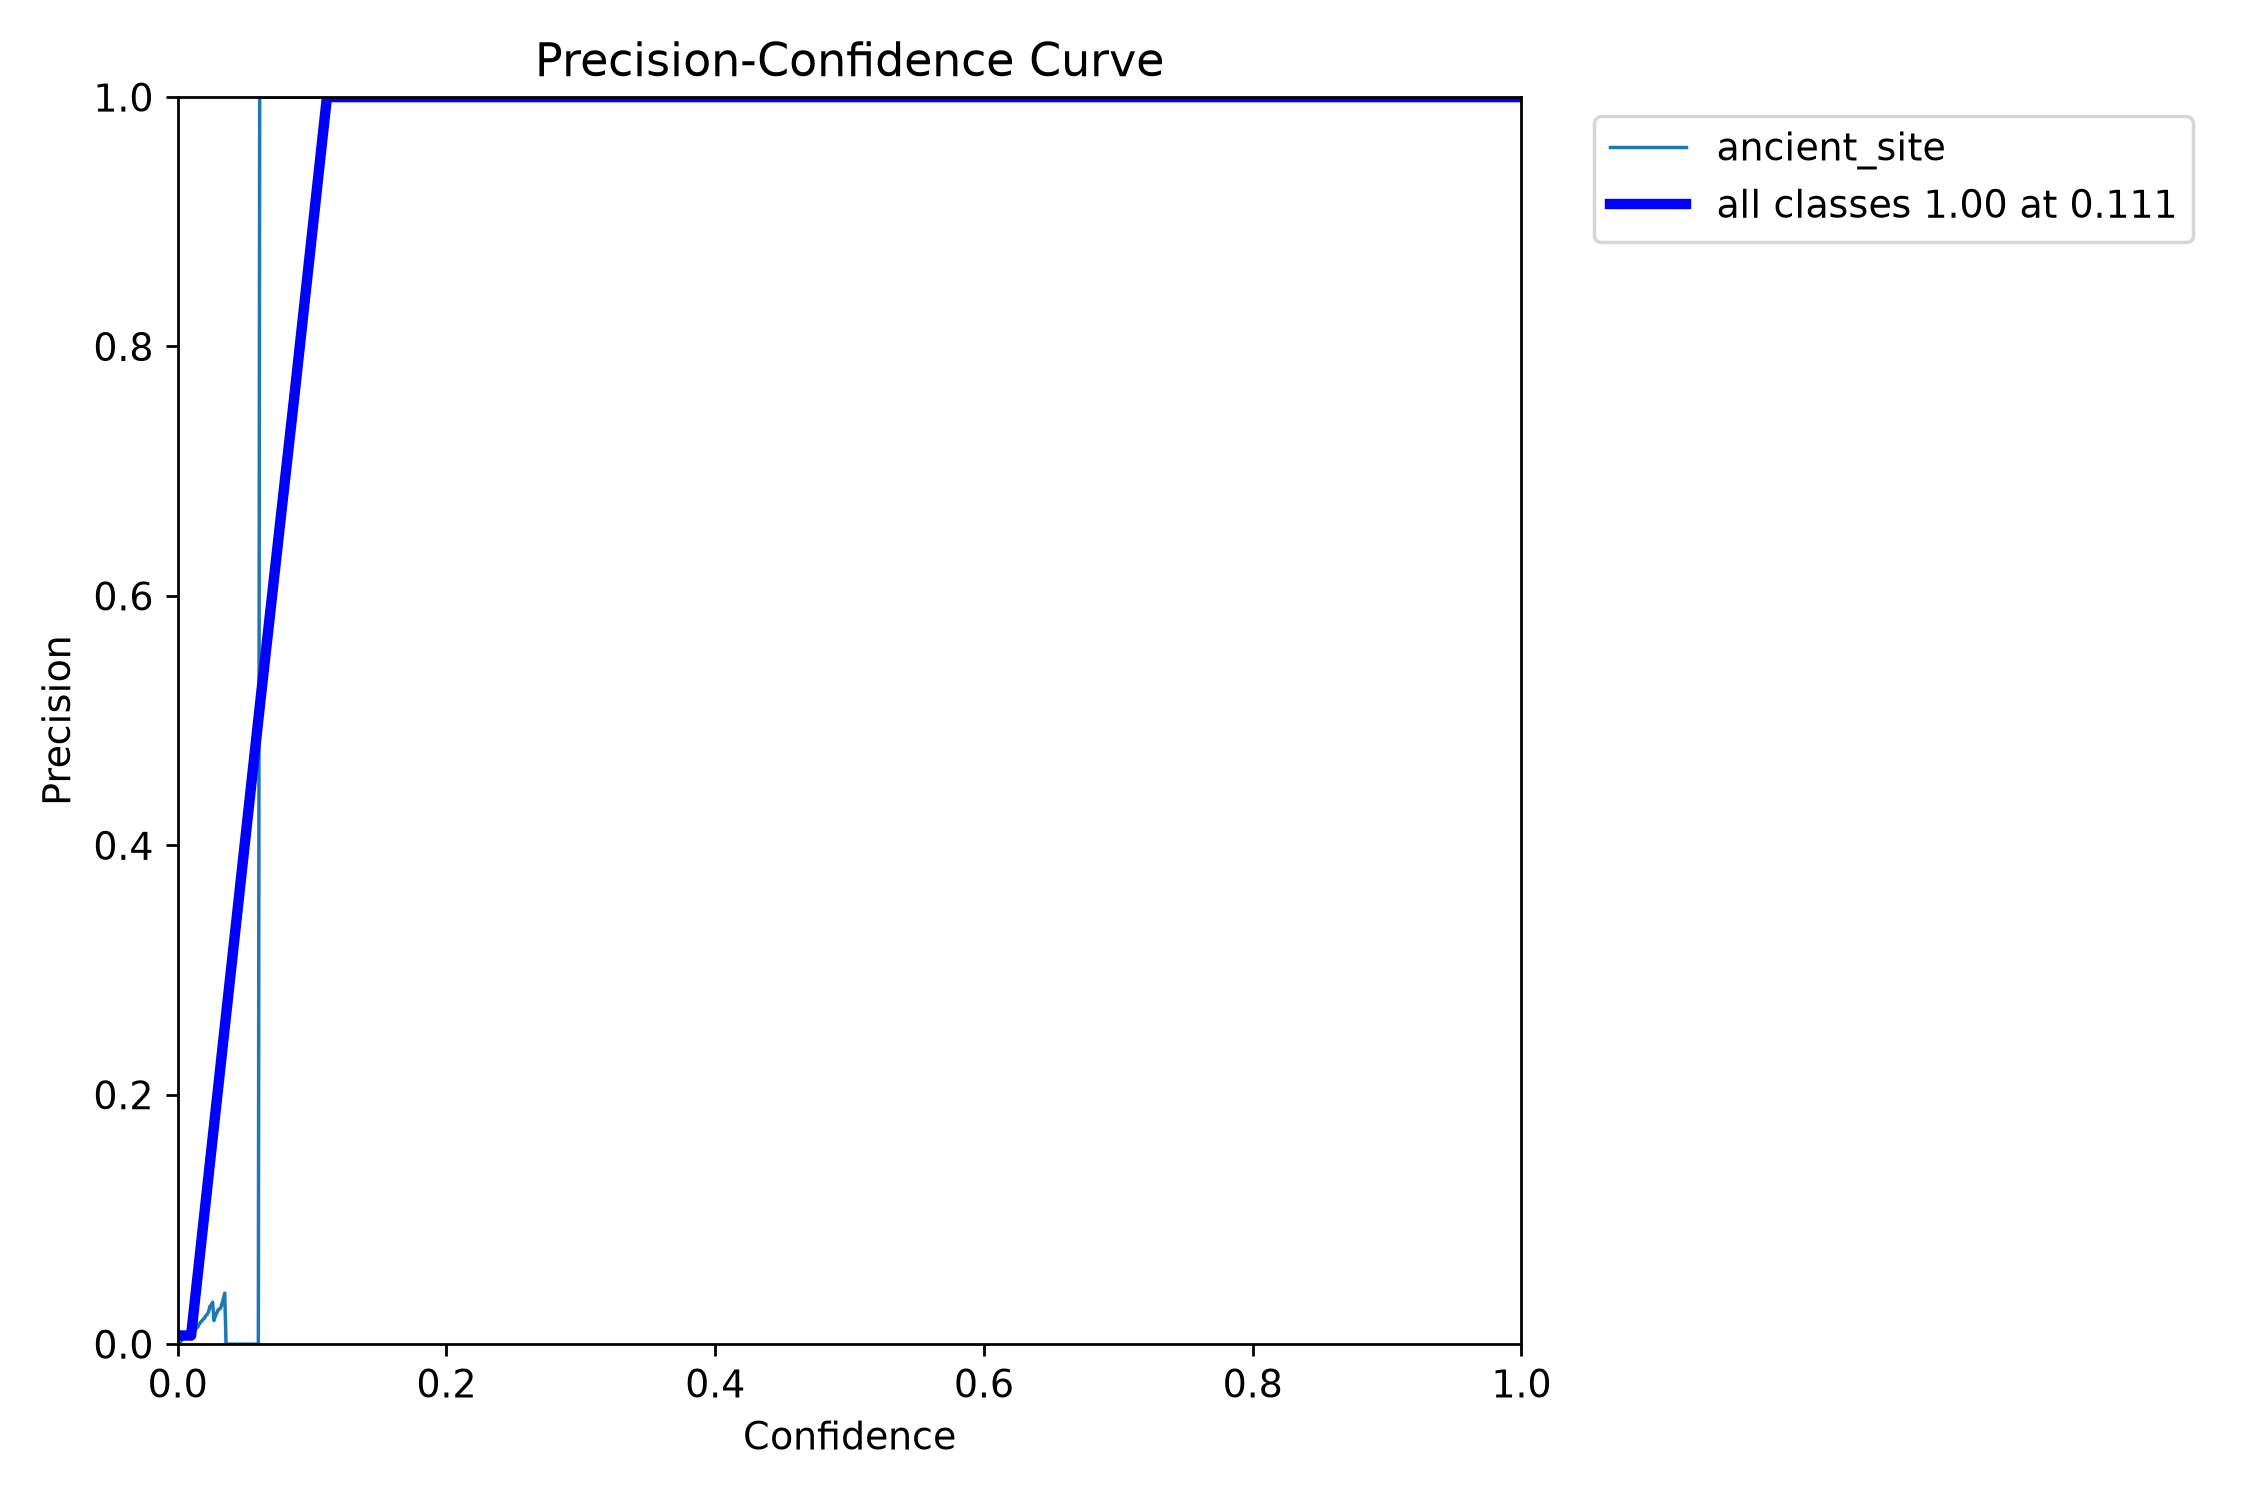 Precision-Confidence Curve
1.0
0.8
0.6
0.4
0.2
0.0
Precision
0.0 0.2 0.4 0.6 0.8 1.0
Confidence
ancient_site
all classes 1.00 at 0.111